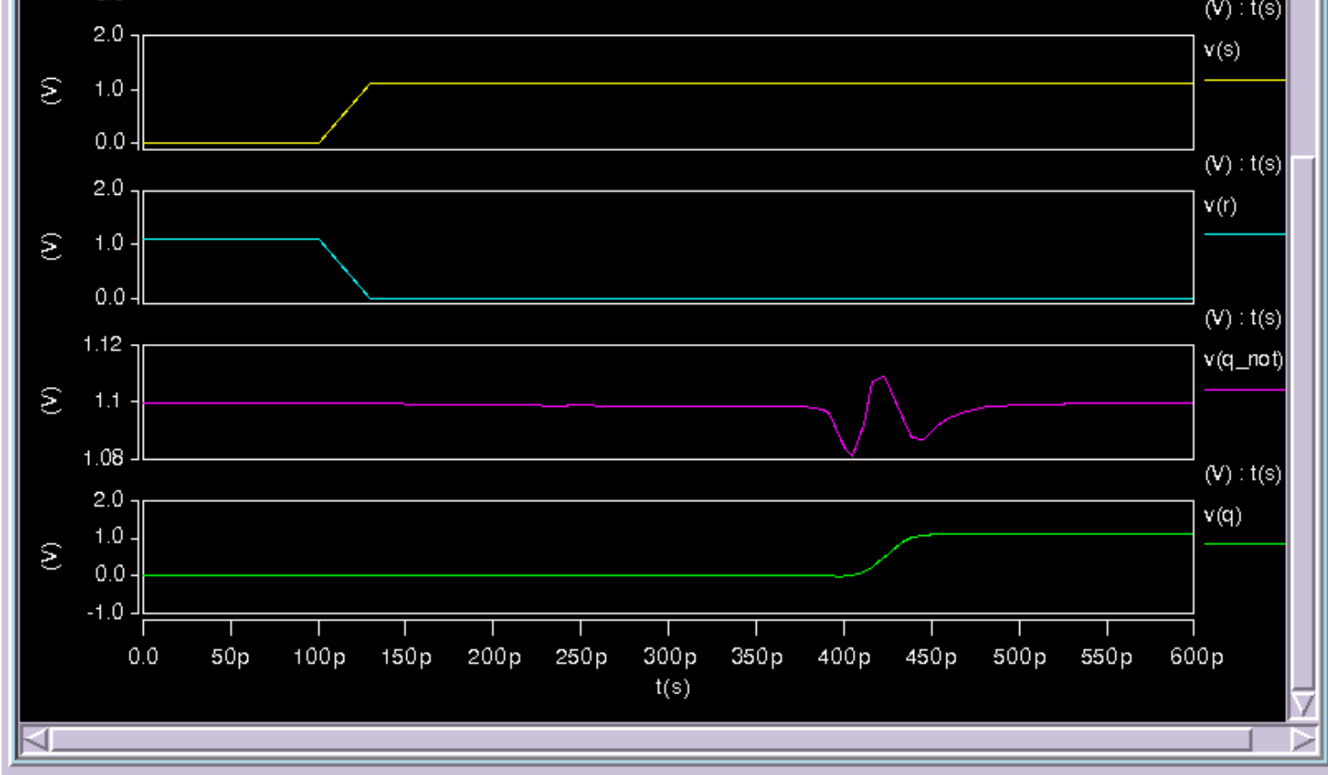 (V) : t(s)
2.0
v(s)
(V)
1.0
0.0
(V) : t(s)
2.0
v(r)
(V)
1.0
0.0
(V) : t(s)
1.12
v(q_not)
(V)
1.1
1.08
(V) : t(s)
2.0
v(q)
1.0
(V)
0.0
-1.0
0.0 50p 100p 150p 200p 250p 300p 350p 400p 450p 500p 550p 600p
t(s)